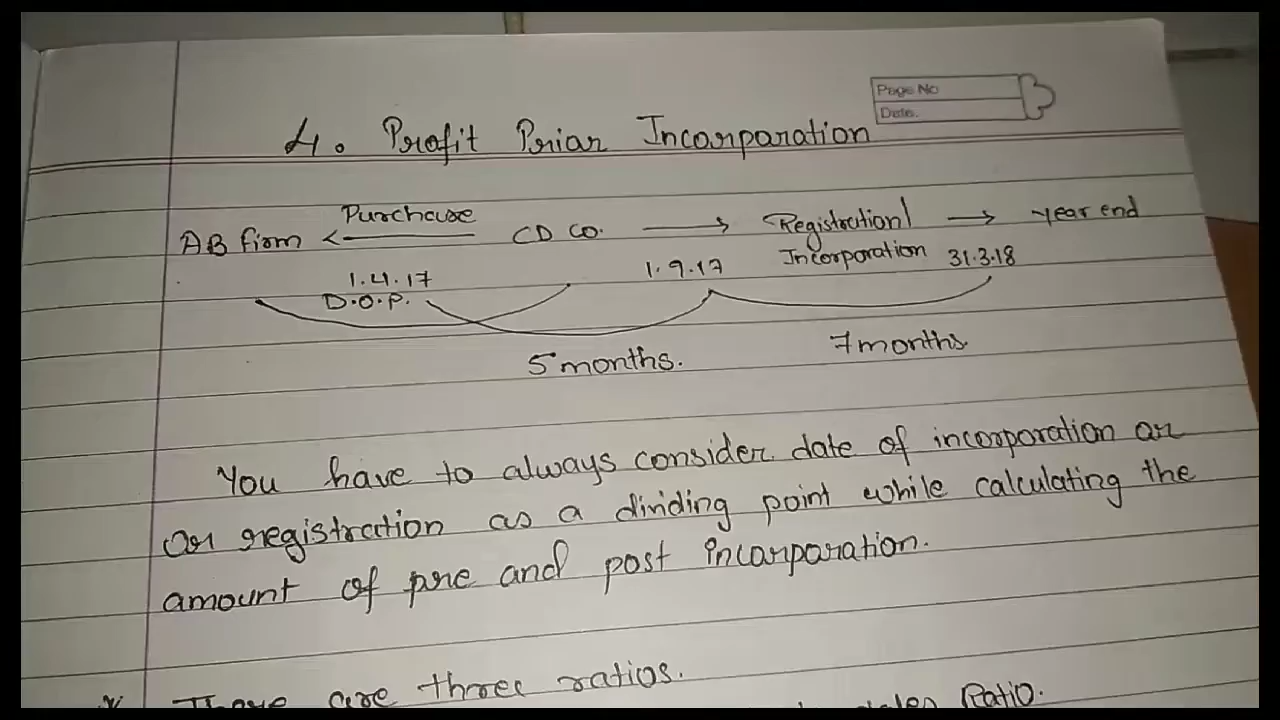 Page No
Date.
4. Profit Prior Incorporation
AB firm <— Purchase CD Co. —> Registration/ —> year end
1.4.17 1.9.17 Incorporation 31.3.18
D.O.P.
5 months. 7 months
You have to always consider date of incorporation or
or registration as a dividing point while calculating the
amount of pre and post incorporation.
There are three ratios.
Ratio.